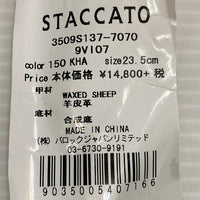 STACCATO
3509S137-7070
9VI07
color 150 KHA size 23.5cm
Price 本体価格 ¥14,800+ 税
甲材 WAXED SHEEP
羊皮革
底材 合成底
MADE IN CHINA
(株) バロックジャパンリミテッド
03-6730-9191
9035005407166